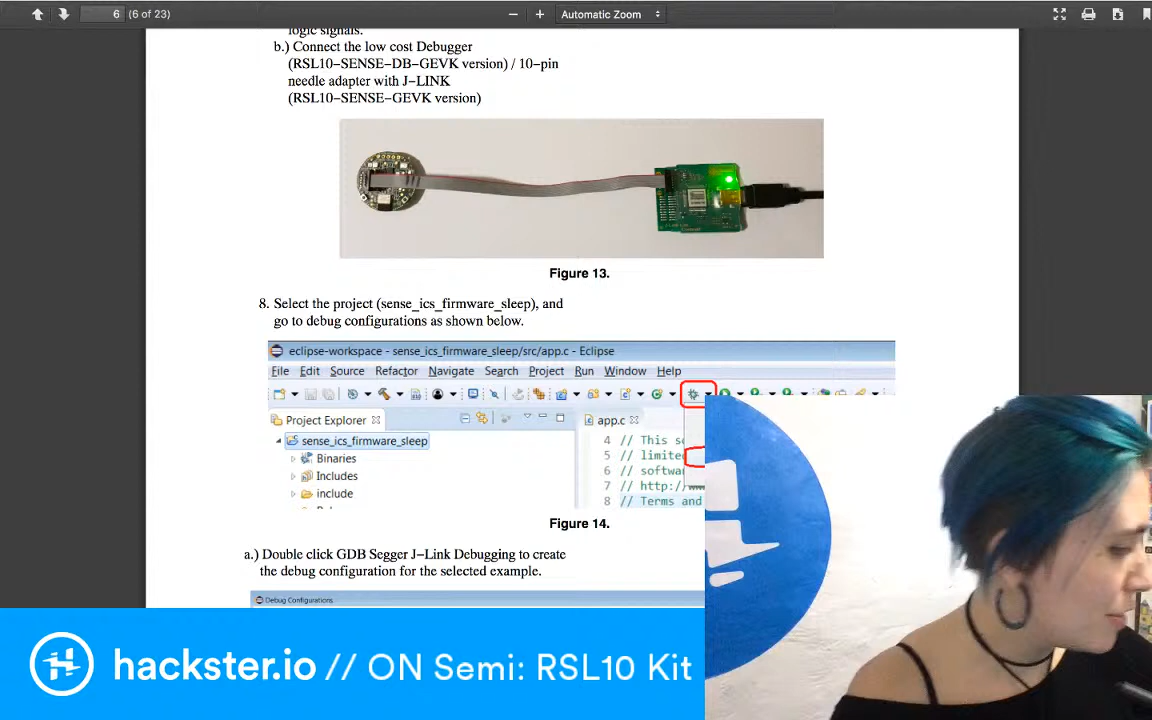 6 (6 of 23)
Automatic Zoom
logic signals.
b.) Connect the low cost Debugger
(RSL10−SENSE−DB−GEVK version) / 10-pin
needle adapter with J−LINK
(RSL10−SENSE−GEVK version)
Figure 13.
8. Select the project (sense_ics_firmware_sleep), and
go to debug configurations as shown below.
eclipse-workspace - sense_ics_firmware_sleep/src/app.c - Eclipse
File Edit Source Refactor Navigate Search Project Run Window Help
Project Explorer
app.c
sense_ics_firmware_sleep
Binaries
Includes
include
4 // This
5 // limite
6 // softwa
7 // http:/
8 // Terms and
Figure 14.
a.) Double click GDB Segger J−Link Debugging to create
the debug configuration for the selected example.
Debug Configurations
hackster.io // ON Semi: RSL10 Kit